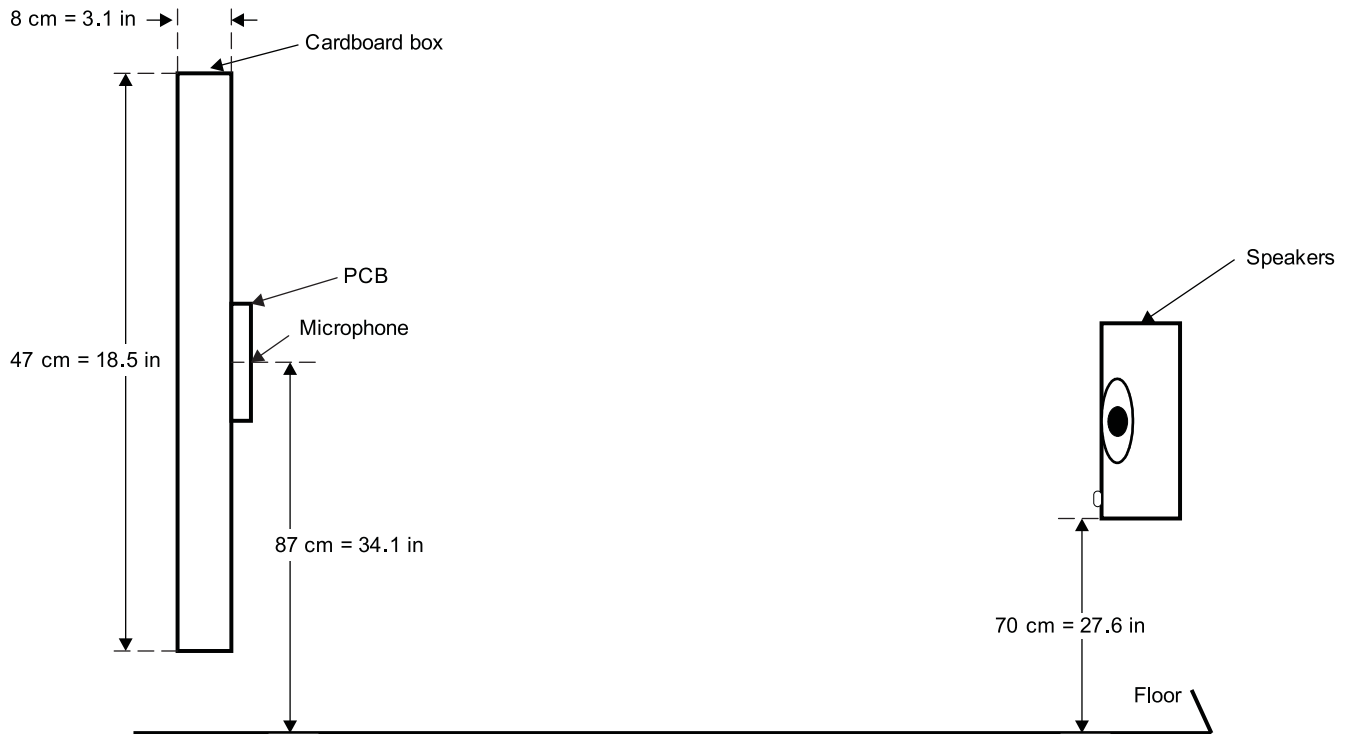 8 cm = 3.1 in
Cardboard box
PCB
Speakers
Microphone
47 cm = 18.5 in
87 cm = 34.1 in
70 cm = 27.6 in
Floor